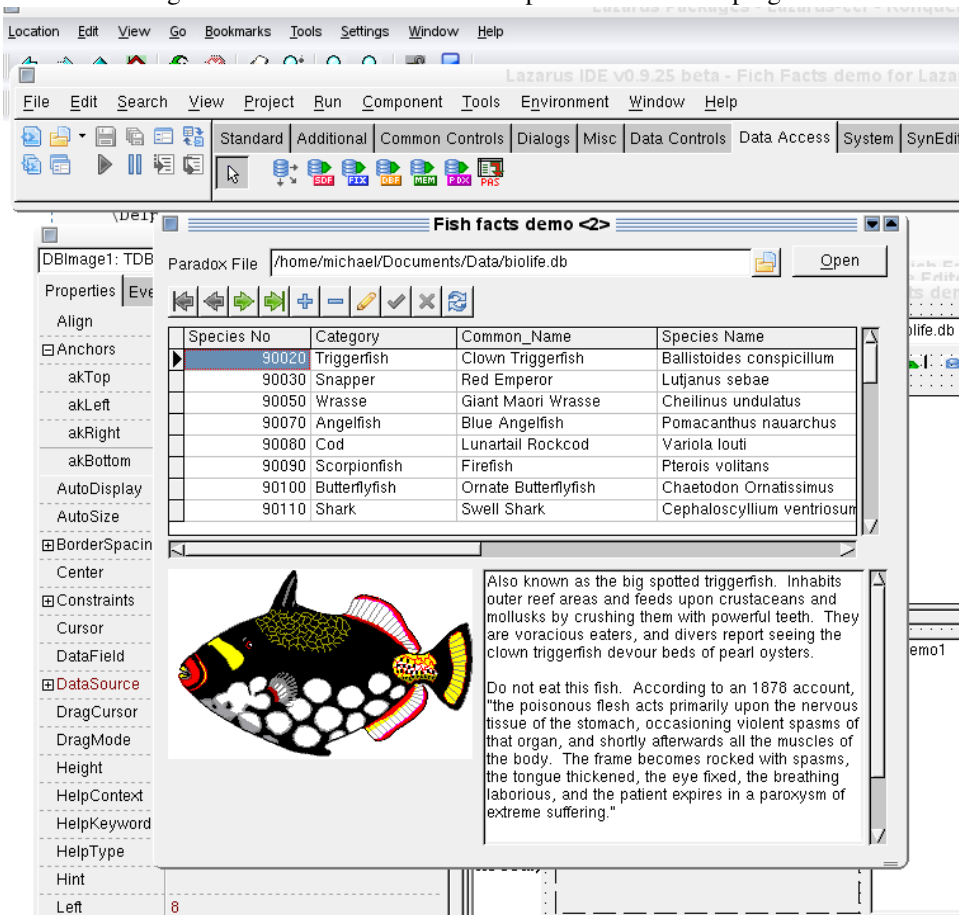 Location Edit View Go Bookmarks Tools Settings Window Help
Lazarus IDE v0.9.25 beta - Fich Facts demo for Laza
File Edit Search View Project Run Component Tools Environment Window Help
Standard Additional Common Controls Dialogs Misc Data Controls Data Access System SynEdit
SDF FIX DBF MEM PDX PAS
Fish facts demo <2>
DBImage1: TDB
Paradox File /home/michael/Documents/Data/biolife.db Open
Properties Eve
Align
Anchors
akTop
akLeft
akRight
akBottom
AutoDisplay
AutoSize
BorderSpacin
Center
Constraints
Cursor
DataField
DataSource
DragCursor
DragMode
Height
HelpContext
HelpKeyword
HelpType
Hint
Left 8
Species No Category Common_Name Species Name
90020 Triggerfish Clown Triggerfish Ballistoides conspicillum
90030 Snapper Red Emperor Lutjanus sebae
90050 Wrasse Giant Maori Wrasse Cheilinus undulatus
90070 Angelfish Blue Angelfish Pomacanthus nauarchus
90080 Cod Lunartail Rockcod Variola louti
90090 Scorpionfish Firefish Pterois volitans
90100 Butterflyfish Ornate Butterflyfish Chaetodon Ornatissimus
90110 Shark Swell Shark Cephaloscyllium ventriosum
Also known as the big spotted triggerfish. Inhabits
outer reef areas and feeds upon crustaceans and
mollusks by crushing them with powerful teeth. They
are voracious eaters, and divers report seeing the
clown triggerfish devour beds of pearl oysters.
Do not eat this fish. According to an 1878 account,
"the poisonous flesh acts primarily upon the nervous
tissue of the stomach, occasioning violent spasms of
that organ, and shortly afterwards all the muscles of
the body. The frame becomes rocked with spasms,
the tongue thickened, the eye fixed, the breathing
laborious, and the patient expires in a paroxysm of
extreme suffering."
olife.db
emo1